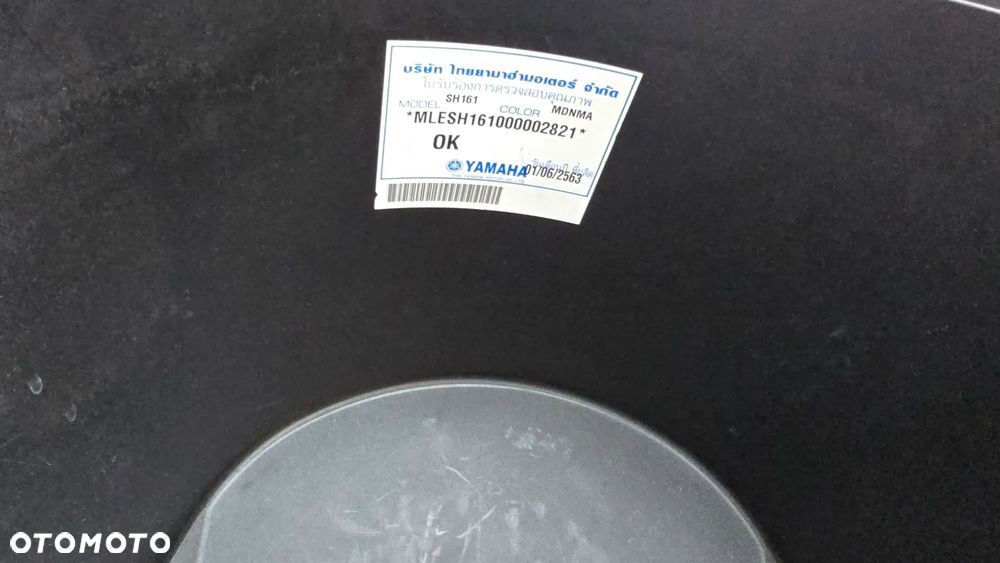 บริษัท ไทยยามาฮ่ามอเตอร์ จำกัด
ใบรับรองการตรวจสอบคุณภาพ
MODEL SH161 COLOR MDNMA
*MLESH161000002821*
OK
YAMAHA
01/06/2563
OTOMOTO